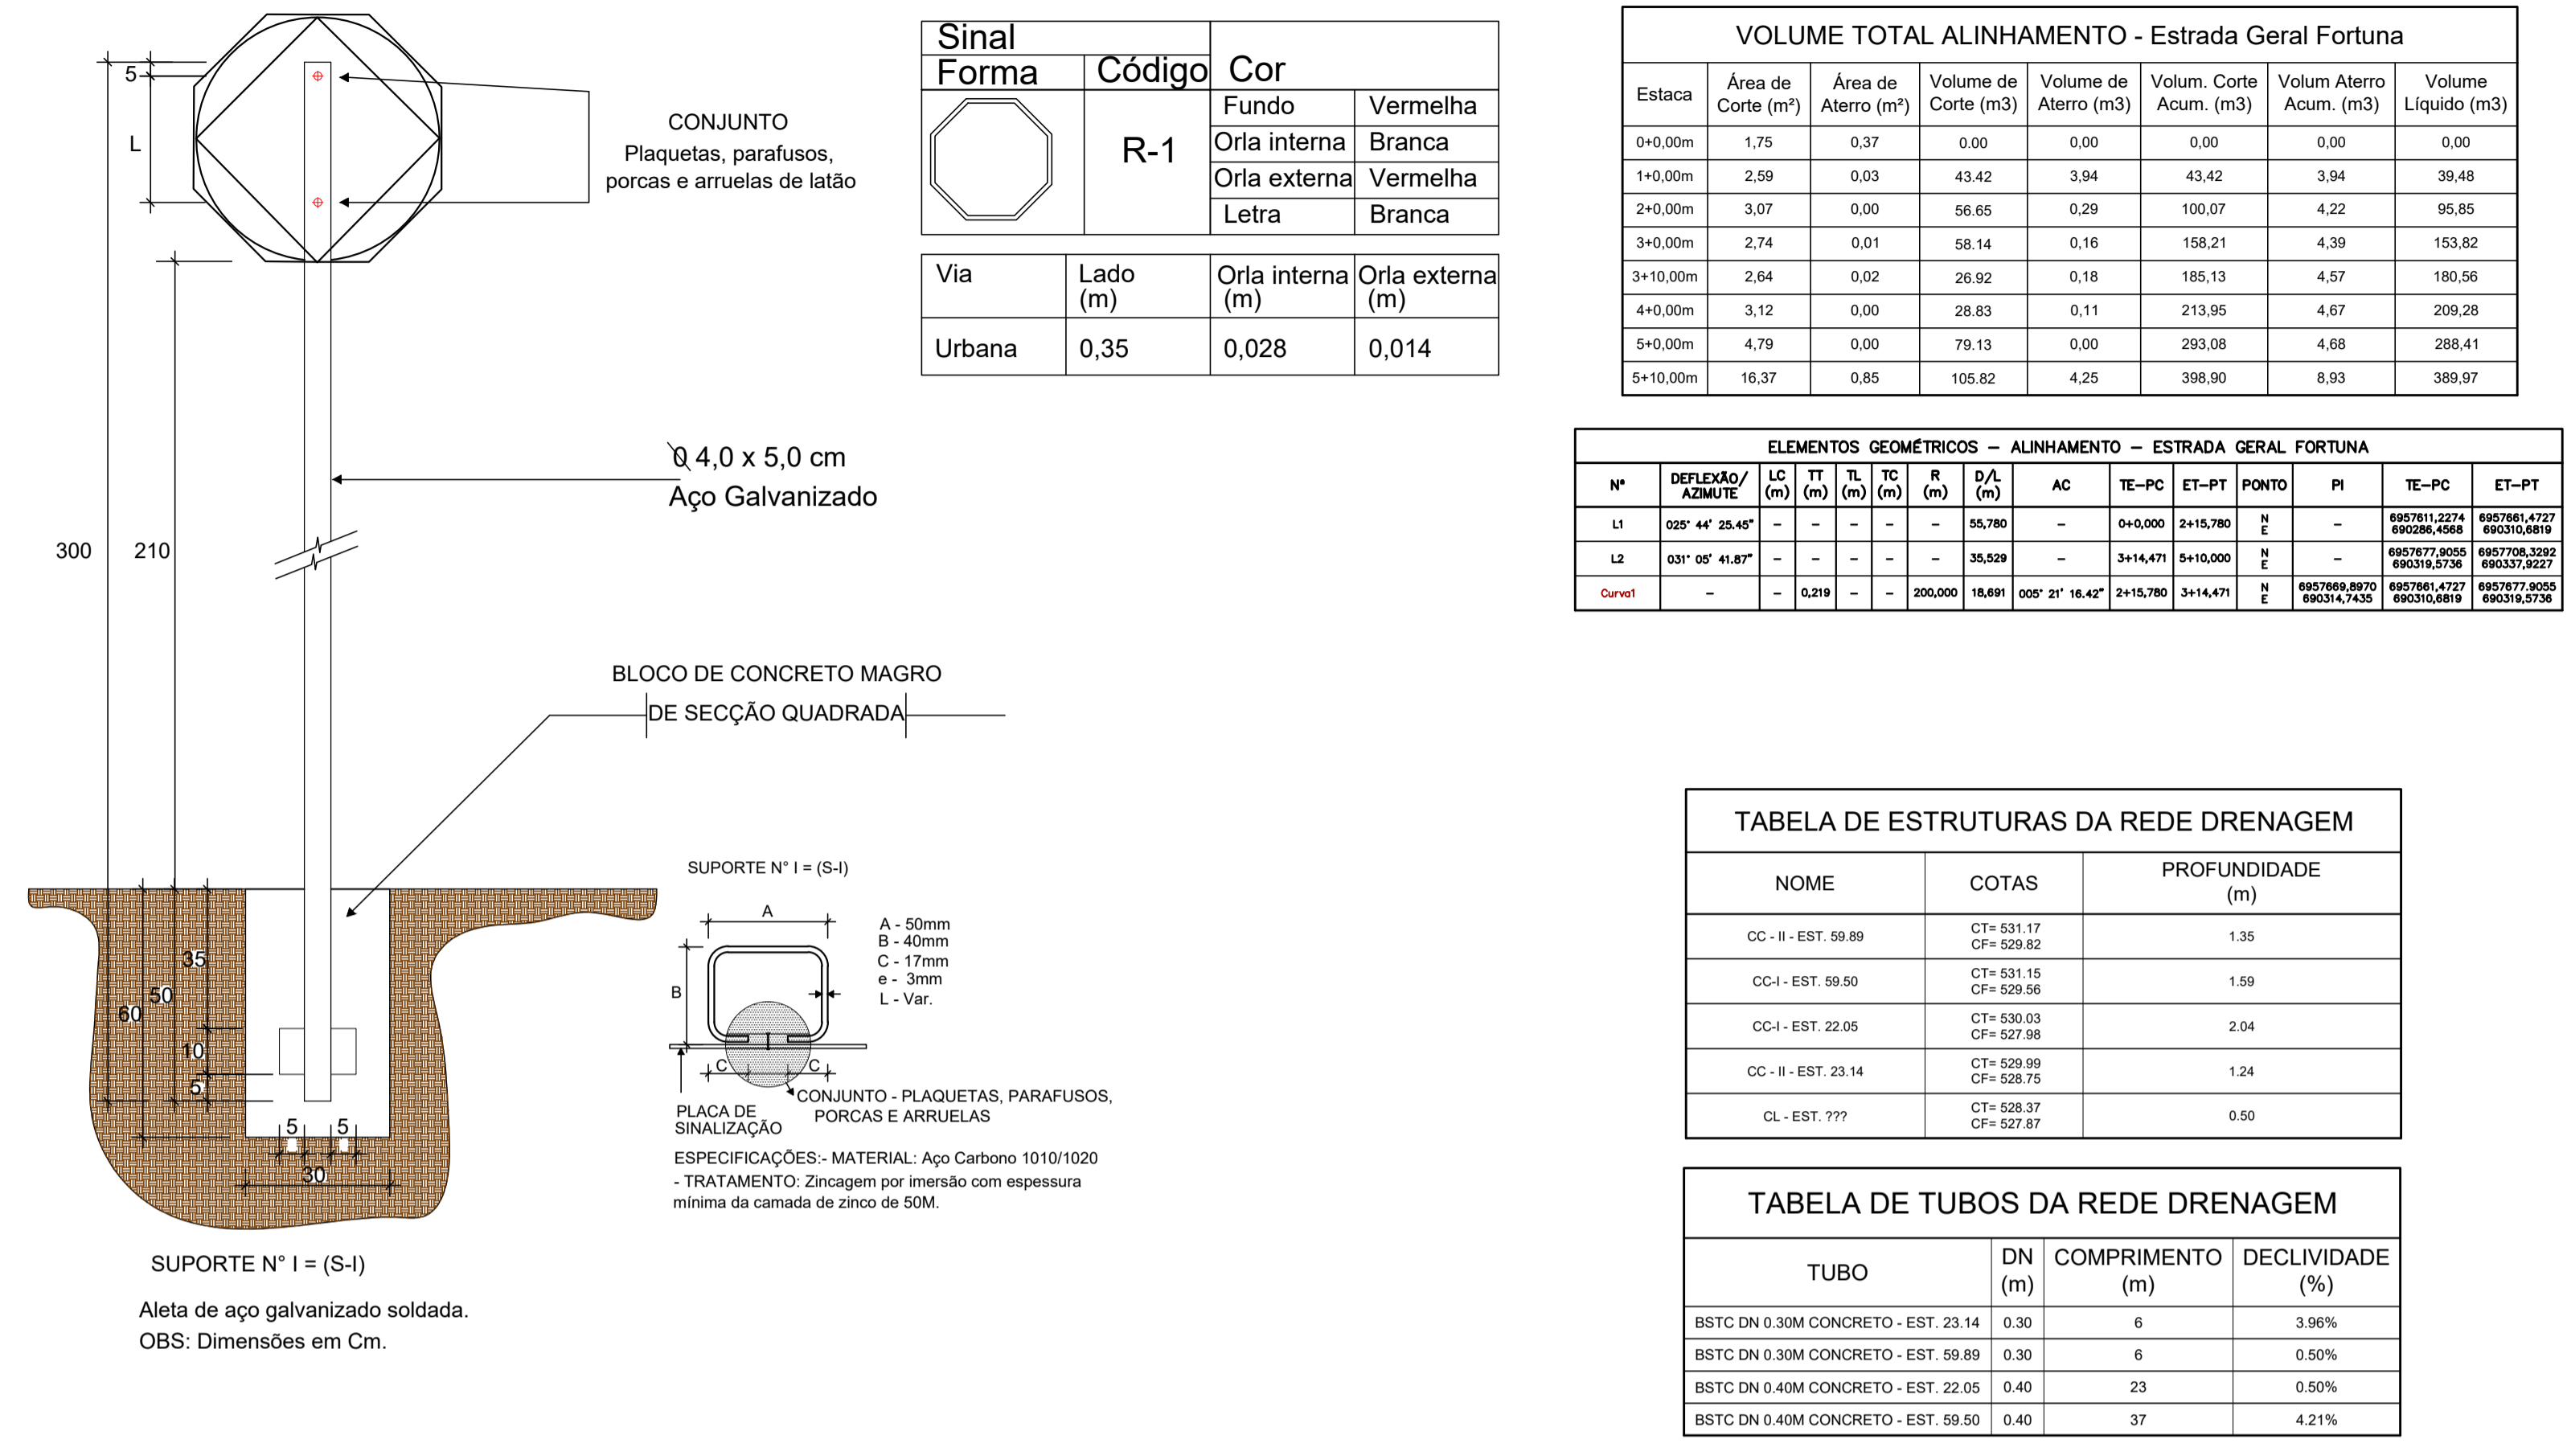 5
L
CONJUNTO
Plaquetas, parafusos,
porcas e arruelas de latão
Ø 4,0 x 5,0 cm
Aço Galvanizado
300
210
BLOCO DE CONCRETO MAGRO
DE SECÇÃO QUADRADA
35
50
60
10
5
5 5
30
SUPORTE N° I = (S-I)
Aleta de aço galvanizado soldada.
OBS: Dimensões em Cm.
SUPORTE N° I = (S-I)
A
B
C C
A - 50mm
B - 40mm
C - 17mm
e - 3mm
L - Var.
PLACA DE
SINALIZAÇÃO
CONJUNTO - PLAQUETAS, PARAFUSOS,
PORCAS E ARRUELAS
ESPECIFICAÇÕES:- MATERIAL: Aço Carbono 1010/1020
- TRATAMENTO: Zincagem por imersão com espessura
mínima da camada de zinco de 50M.
Sinal
Forma Código Cor
R-1
Fundo Vermelha
Orla interna Branca
Orla externa Vermelha
Letra Branca
Via Lado (m) Orla interna (m) Orla externa (m)
Urbana 0,35 0,028 0,014
VOLUME TOTAL ALINHAMENTO - Estrada Geral Fortuna
Estaca Área de Corte (m²) Área de Aterro (m²) Volume de Corte (m3) Volume de Aterro (m3) Volum. Corte Acum. (m3) Volum Aterro Acum. (m3) Volume Líquido (m3)
0+0,00m 1,75 0,37 0.00 0,00 0,00 0,00 0,00
1+0,00m 2,59 0,03 43.42 3,94 43,42 3,94 39,48
2+0,00m 3,07 0,00 56.65 0,29 100,07 4,22 95,85
3+0,00m 2,74 0,01 58.14 0,16 158,21 4,39 153,82
3+10,00m 2,64 0,02 26.92 0,18 185,13 4,57 180,56
4+0,00m 3,12 0,00 28.83 0,11 213,95 4,67 209,28
5+0,00m 4,79 0,00 79.13 0,00 293,08 4,68 288,41
5+10,00m 16,37 0,85 105.82 4,25 398,90 8,93 389,97
ELEMENTOS GEOMÉTRICOS – ALINHAMENTO – ESTRADA GERAL FORTUNA
Nº DEFLEXÃO/ AZIMUTE LC (m) TT (m) TL (m) TC (m) R (m) D/L (m) AC TE–PC ET–PT PONTO PI TE–PC ET–PT
L1 025° 44' 25.45" – – – – – 55,780 – 0+0,000 2+15,780 N E – 6957611,2274 690286,4568 6957661,4727 690310,6819
L2 031° 05' 41.87" – – – – – 35,529 – 3+14,471 5+10,000 N E – 6957677,9055 690319,5736 6957708,3292 690337,9227
Curva1 – – 0,219 – – 200,000 18,691 005° 21' 16.42" 2+15,780 3+14,471 N E 6957669,8970 690314,7435 6957661,4727 690310,6819 6957677.9055 690319,5736
TABELA DE ESTRUTURAS DA REDE DRENAGEM
NOME COTAS PROFUNDIDADE (m)
CC - II - EST. 59.89 CT= 531.17 CF= 529.82 1.35
CC-I - EST. 59.50 CT= 531.15 CF= 529.56 1.59
CC-I - EST. 22.05 CT= 530.03 CF= 527.98 2.04
CC - II - EST. 23.14 CT= 529.99 CF= 528.75 1.24
CL - EST. ??? CT= 528.37 CF= 527.87 0.50
TABELA DE TUBOS DA REDE DRENAGEM
TUBO DN (m) COMPRIMENTO (m) DECLIVIDADE (%)
BSTC DN 0.30M CONCRETO - EST. 23.14 0.30 6 3.96%
BSTC DN 0.30M CONCRETO - EST. 59.89 0.30 6 0.50%
BSTC DN 0.40M CONCRETO - EST. 22.05 0.40 23 0.50%
BSTC DN 0.40M CONCRETO - EST. 59.50 0.40 37 4.21%